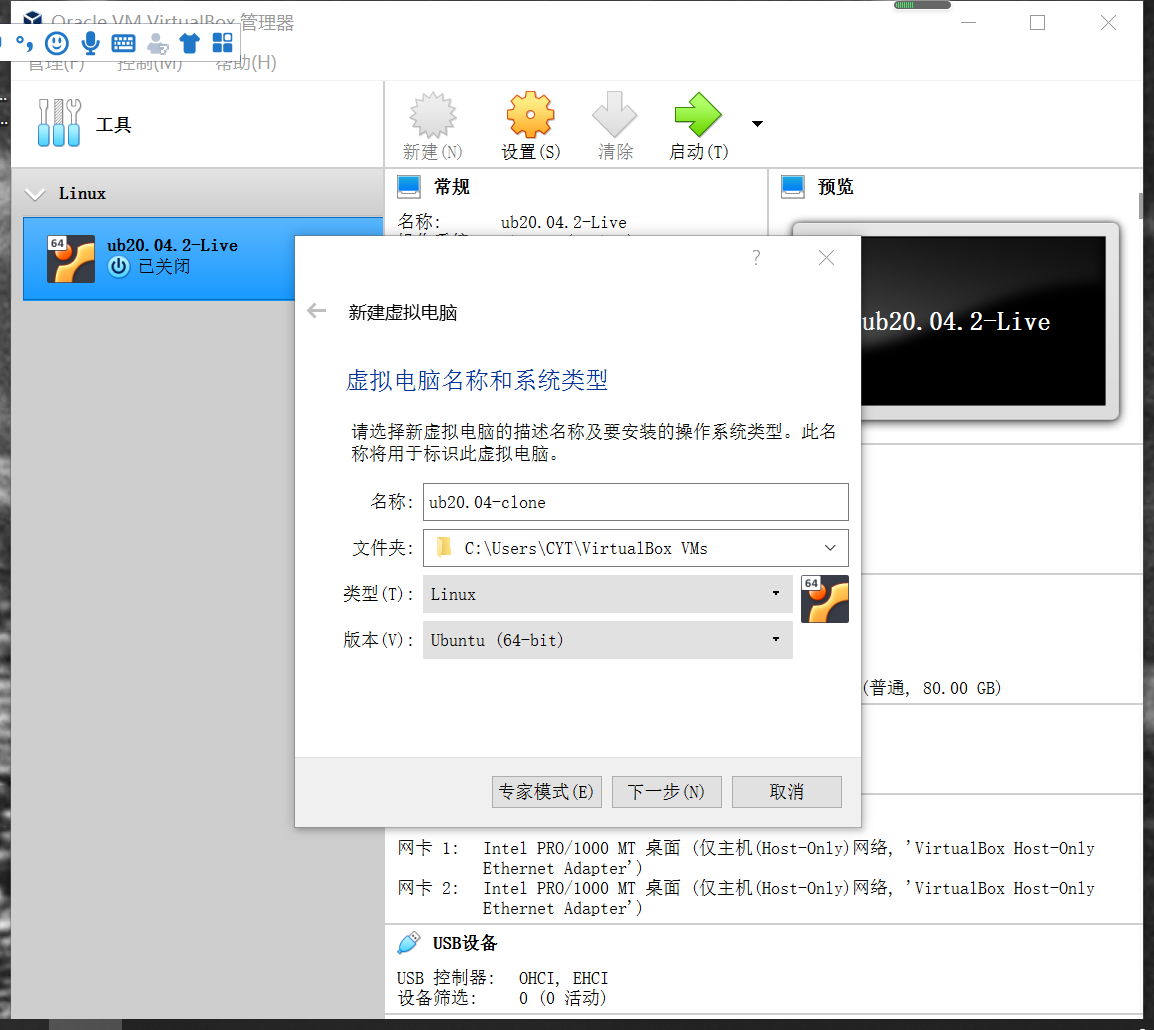 Oracle VM VirtualBox 管理器
管理(F) 控制(M) 帮助(H)
工具
新建(N) 设置(S) 清除 启动(T)
Linux
常规
预览
名称: ub20.04.2-Live
64
ub20.04.2-Live
已关闭
ub20.04.2-Live
?
新建虚拟电脑
虚拟电脑名称和系统类型
请选择新虚拟电脑的描述名称及要安装的操作系统类型。此名
称将用于标识此虚拟电脑。
名称: ub20.04-clone
文件夹: C:\Users\CYT\VirtualBox VMs
类型(T): Linux
64
版本(V): Ubuntu (64-bit)
(普通, 80.00 GB)
专家模式(E) 下一步(N) 取消
网卡 1: Intel PRO/1000 MT 桌面 (仅主机(Host-Only)网络, 'VirtualBox Host-Only
Ethernet Adapter')
网卡 2: Intel PRO/1000 MT 桌面 (仅主机(Host-Only)网络, 'VirtualBox Host-Only
Ethernet Adapter')
USB设备
USB 控制器: OHCI, EHCI
设备筛选: 0 (0 活动)